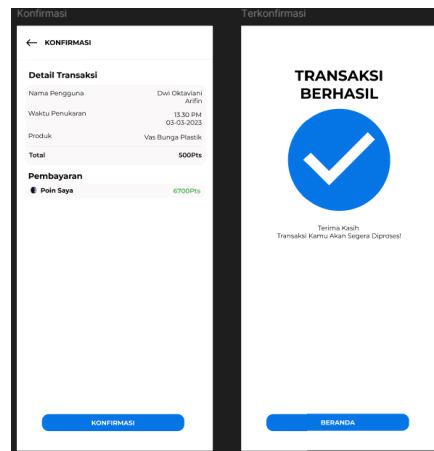 Konfirmasi
KONFIRMASI
Detail Transaksi
Nama Pengguna
Dwi Oktaviani
Arifin
Waktu Penukaran
13.30 PM
03-03-2023
Produk
Vas Bunga Plastik
Total
500Pts
Pembayaran
Poin Saya
6700Pts
KONFIRMASI
Terkonfirmasi
TRANSAKSI
BERHASIL
Terima Kasih
Transaksi Kamu Akan Segera Diproses!
BERANDA